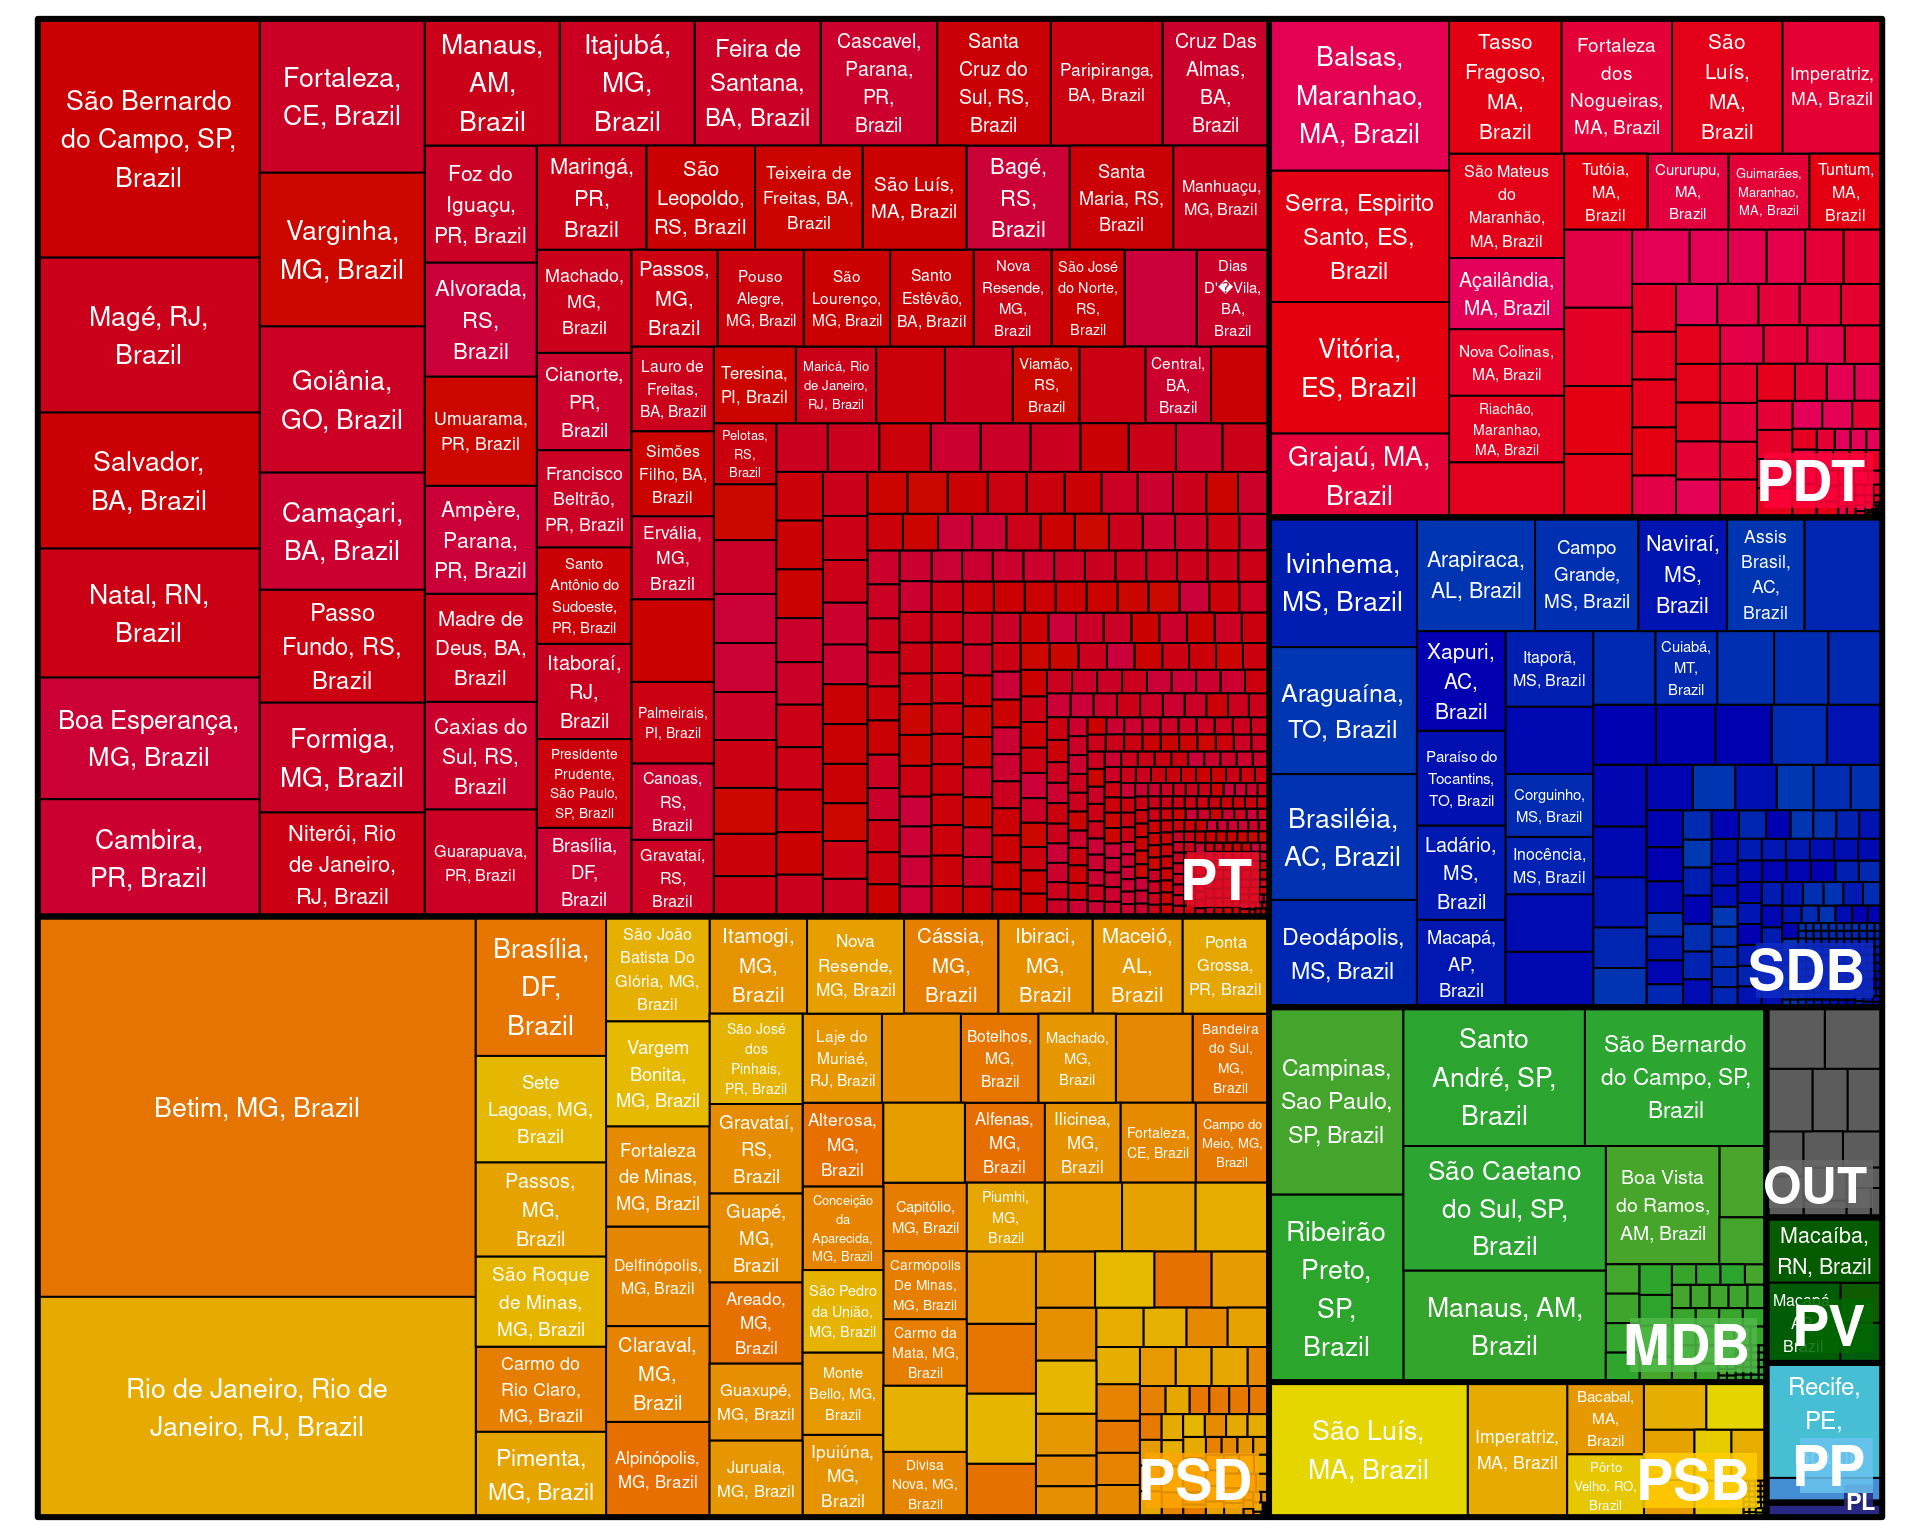 São Bernardo
do Campo, SP,
Brazil
Magé, RJ,
Brazil
Salvador,
BA, Brazil
Natal, RN,
Brazil
Boa Esperança,
MG, Brazil
Cambira,
PR, Brazil
Fortaleza,
CE, Brazil
Varginha,
MG, Brazil
Goiânia,
GO, Brazil
Camaçari,
BA, Brazil
Passo
Fundo, RS,
Brazil
Formiga,
MG, Brazil
Niterói, Rio
de Janeiro,
RJ, Brazil
Manaus,
AM,
Brazil
Itajubá,
MG,
Brazil
Feira de
Santana,
BA, Brazil
Cascavel,
Parana,
PR,
Brazil
Santa
Cruz do
Sul, RS,
Brazil
Paripiranga,
BA, Brazil
Cruz Das
Almas,
BA,
Brazil
Foz do
Iguaçu,
PR, Brazil
Alvorada,
RS,
Brazil
Umuarama,
PR, Brazil
Ampère,
Parana,
PR, Brazil
Madre de
Deus, BA,
Brazil
Caxias do
Sul, RS,
Brazil
Guarapuava,
PR, Brazil
Maringá,
PR,
Brazil
São
Leopoldo,
RS, Brazil
Teixeira de
Freitas, BA,
Brazil
São Luís,
MA, Brazil
Bagé,
RS,
Brazil
Santa
Maria, RS,
Brazil
Manhuaçu,
MG, Brazil
Machado,
MG,
Brazil
Cianorte,
PR,
Brazil
Francisco
Beltrão,
PR, Brazil
Santo
Antônio do
Sudoeste,
PR, Brazil
Itaboraí,
RJ,
Brazil
Presidente
Prudente,
São Paulo,
SP, Brazil
Brasília,
DF,
Brazil
Passos,
MG,
Brazil
Pouso
Alegre,
MG, Brazil
São
Lourenço,
MG, Brazil
Santo
Estêvão,
BA, Brazil
Nova
Resende,
MG,
Brazil
São José
do Norte,
RS,
Brazil
Dias
D'�Vila,
BA,
Brazil
Lauro de
Freitas,
BA, Brazil
Simões
Filho, BA,
Brazil
Ervália,
MG,
Brazil
Palmeirais,
PI, Brazil
Canoas,
RS,
Brazil
Gravataí,
RS,
Brazil
Teresina,
PI, Brazil
Maricá, Rio
de Janeiro,
RJ, Brazil
Viamão,
RS,
Brazil
Central,
BA,
Brazil
Pelotas,
RS,
Brazil
PT
Balsas,
Maranhao,
MA, Brazil
Serra, Espirito
Santo, ES,
Brazil
Vitória,
ES, Brazil
Grajaú, MA,
Brazil
Tasso
Fragoso,
MA,
Brazil
Fortaleza
dos
Nogueiras,
MA, Brazil
São
Luís,
MA,
Brazil
Imperatriz,
MA, Brazil
São Mateus
do
Maranhão,
MA, Brazil
Açailândia,
MA, Brazil
Nova Colinas,
MA, Brazil
Riachão,
Maranhao,
MA, Brazil
Tutóia,
MA,
Brazil
Cururupu,
MA,
Brazil
Guimarães,
Maranhao,
MA, Brazil
Tuntum,
MA,
Brazil
PDT
Ivinhema,
MS, Brazil
Araguaína,
TO, Brazil
Brasiléia,
AC, Brazil
Deodápolis,
MS, Brazil
Arapiraca,
AL, Brazil
Campo
Grande,
MS, Brazil
Naviraí,
MS,
Brazil
Assis
Brasil,
AC,
Brazil
Xapuri,
AC,
Brazil
Paraíso do
Tocantins,
TO, Brazil
Ladário,
MS,
Brazil
Macapá,
AP,
Brazil
Itaporã,
MS, Brazil
Cuiabá,
MT,
Brazil
Corguinho,
MS, Brazil
Inocência,
MS, Brazil
SDB
Betim, MG, Brazil
Rio de Janeiro, Rio de
Janeiro, RJ, Brazil
Brasília,
DF,
Brazil
Sete
Lagoas, MG,
Brazil
Passos,
MG,
Brazil
São Roque
de Minas,
MG, Brazil
Carmo do
Rio Claro,
MG, Brazil
Pimenta,
MG, Brazil
São João
Batista Do
Glória, MG,
Brazil
Vargem
Bonita,
MG, Brazil
Fortaleza
de Minas,
MG, Brazil
Delfinópolis,
MG, Brazil
Claraval,
MG,
Brazil
Alpinópolis,
MG, Brazil
Itamogi,
MG,
Brazil
Nova
Resende,
MG, Brazil
Cássia,
MG,
Brazil
Ibiraci,
MG,
Brazil
Maceió,
AL,
Brazil
Ponta
Grossa,
PR, Brazil
São José
dos
Pinhais,
PR, Brazil
Gravataí,
RS,
Brazil
Guapé,
MG,
Brazil
Areado,
MG,
Brazil
Guaxupé,
MG, Brazil
Juruaia,
MG, Brazil
Laje do
Muriaé,
RJ, Brazil
Botelhos,
MG,
Brazil
Machado,
MG,
Brazil
Bandeira
do Sul,
MG,
Brazil
Alterosa,
MG,
Brazil
Alfenas,
MG,
Brazil
Ilicinea,
MG,
Brazil
Fortaleza,
CE, Brazil
Campo do
Meio, MG,
Brazil
Conceição
da
Aparecida,
MG, Brazil
São Pedro
da União,
MG, Brazil
Monte
Bello, MG,
Brazil
Ipuiúna,
MG,
Brazil
Capitólio,
MG, Brazil
Piumhi,
MG,
Brazil
Carmópolis
De Minas,
MG, Brazil
Carmo da
Mata, MG,
Brazil
Divisa
Nova, MG,
Brazil
PSD
Campinas,
Sao Paulo,
SP, Brazil
Ribeirão
Preto,
SP,
Brazil
Santo
André, SP,
Brazil
São Bernardo
do Campo, SP,
Brazil
São Caetano
do Sul, SP,
Brazil
Boa Vista
do Ramos,
AM, Brazil
Manaus, AM,
Brazil
MDB
São Luís,
MA, Brazil
Imperatriz,
MA, Brazil
Bacabal,
MA,
Brazil
Pôrto
Velho, RO,
Brazil
PSB
OUT
Macaíba,
RN, Brazil
Macapá,
Brazil
PV
Recife,
PE,
PP
PL